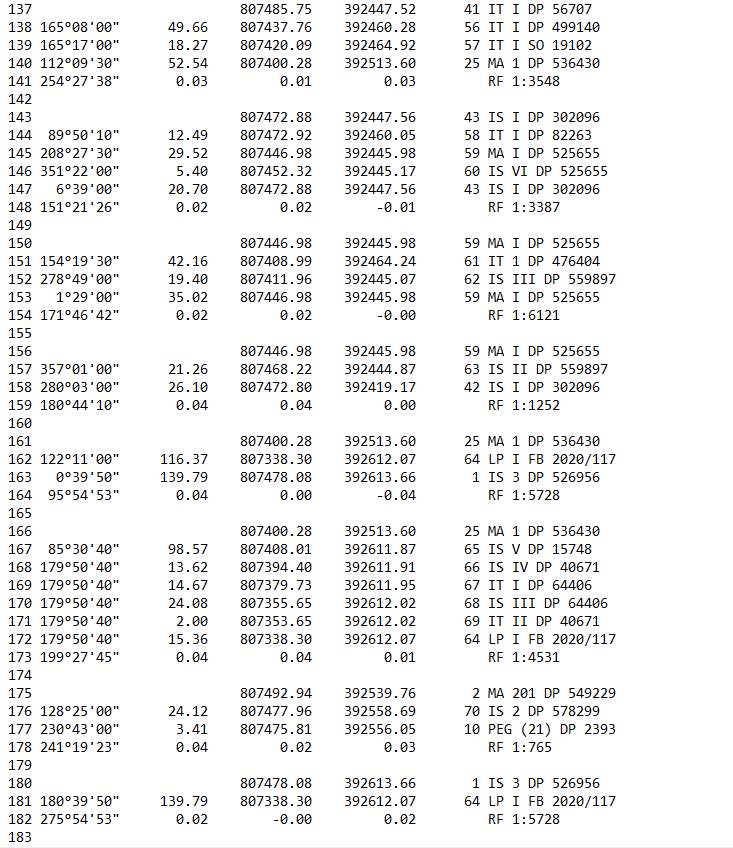 137 807485.75 392447.52 41 IT I DP 56707
138 165°08'00" 49.66 807437.76 392460.28 56 IT I DP 499140
139 165°17'00" 18.27 807420.09 392464.92 57 IT I SO 19102
140 112°09'30" 52.54 807400.28 392513.60 25 MA 1 DP 536430
141 254°27'38" 0.03 0.01 0.03 RF 1:3548
142
143 807472.88 392447.56 43 IS I DP 302096
144 89°50'10" 12.49 807472.92 392460.05 58 IT I DP 82263
145 208°27'30" 29.52 807446.98 392445.98 59 MA I DP 525655
146 351°22'00" 5.40 807452.32 392445.17 60 IS VI DP 525655
147 6°39'00" 20.70 807472.88 392447.56 43 IS I DP 302096
148 151°21'26" 0.02 0.02 -0.01 RF 1:3387
149
150 807446.98 392445.98 59 MA I DP 525655
151 154°19'30" 42.16 807408.99 392464.24 61 IT 1 DP 476404
152 278°49'00" 19.40 807411.96 392445.07 62 IS III DP 559897
153 1°29'00" 35.02 807446.98 392445.98 59 MA I DP 525655
154 171°46'42" 0.02 0.02 -0.00 RF 1:6121
155
156 807446.98 392445.98 59 MA I DP 525655
157 357°01'00" 21.26 807468.22 392444.87 63 IS II DP 559897
158 280°03'00" 26.10 807472.80 392419.17 42 IS I DP 302096
159 180°44'10" 0.04 0.04 0.00 RF 1:1252
160
161 807400.28 392513.60 25 MA 1 DP 536430
162 122°11'00" 116.37 807338.30 392612.07 64 LP I FB 2020/117
163 0°39'50" 139.79 807478.08 392613.66 1 IS 3 DP 526956
164 95°54'53" 0.04 0.00 -0.04 RF 1:5728
165
166 807400.28 392513.60 25 MA 1 DP 536430
167 85°30'40" 98.57 807408.01 392611.87 65 IS V DP 15748
168 179°50'40" 13.62 807394.40 392611.91 66 IS IV DP 40671
169 179°50'40" 14.67 807379.73 392611.95 67 IT I DP 64406
170 179°50'40" 24.08 807355.65 392612.02 68 IS III DP 64406
171 179°50'40" 2.00 807353.65 392612.02 69 IT II DP 40671
172 179°50'40" 15.36 807338.30 392612.07 64 LP I FB 2020/117
173 199°27'45" 0.04 0.04 0.01 RF 1:4531
174
175 807492.94 392539.76 2 MA 201 DP 549229
176 128°25'00" 24.12 807477.96 392558.69 70 IS 2 DP 578299
177 230°43'00" 3.41 807475.81 392556.05 10 PEG (21) DP 2393
178 241°19'23" 0.04 0.02 0.03 RF 1:765
179
180 807478.08 392613.66 1 IS 3 DP 526956
181 180°39'50" 139.79 807338.30 392612.07 64 LP I FB 2020/117
182 275°54'53" 0.02 -0.00 0.02 RF 1:5728
183